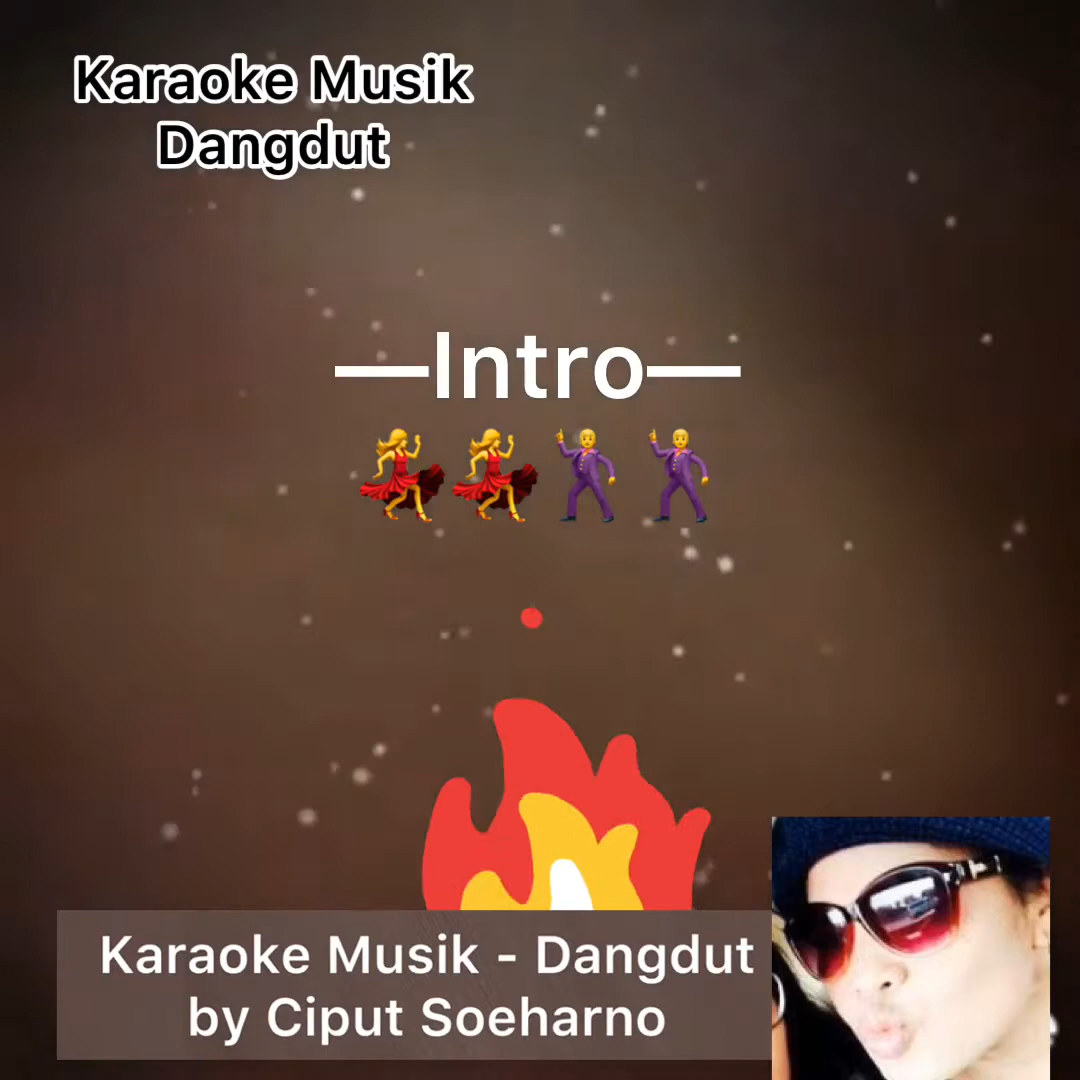 Karaoke Musik
Dangdut
—Intro—
Karaoke Musik - Dangdut
by Ciput Soeharno